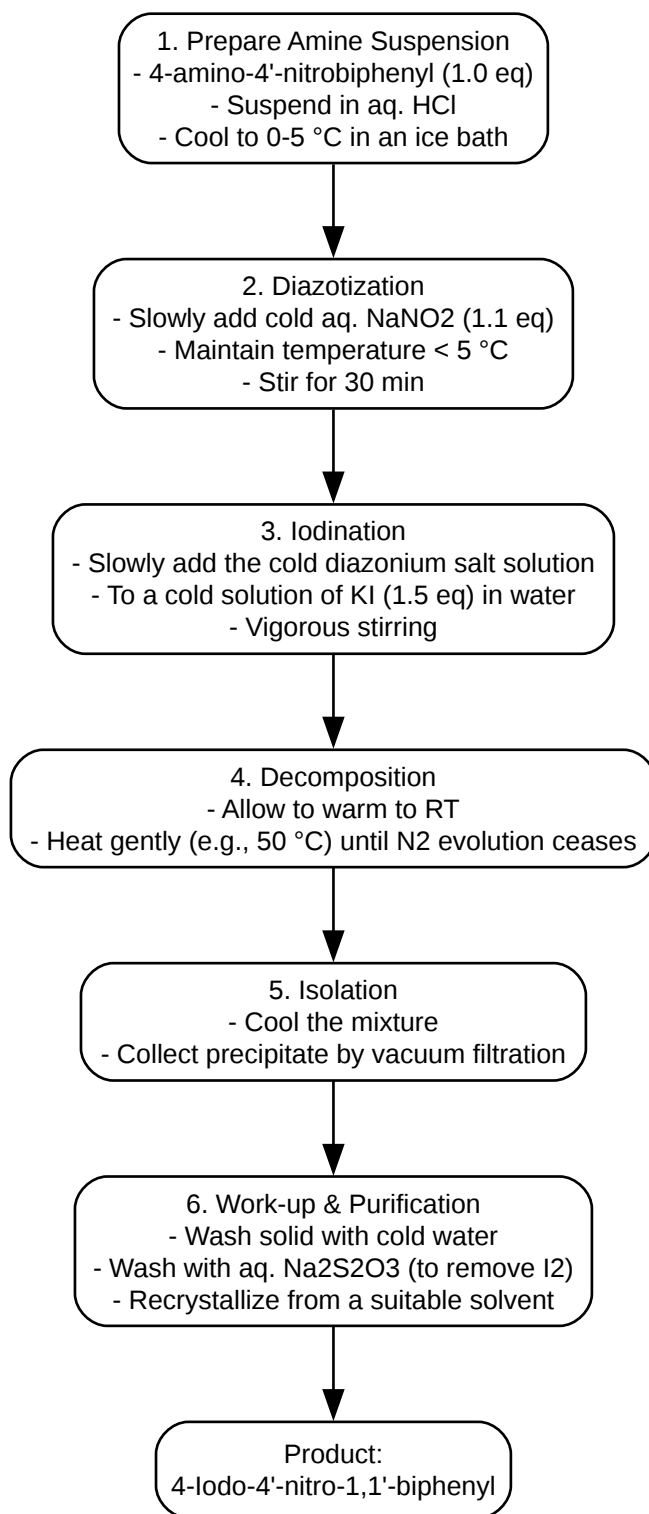 1. Prepare Amine Suspension
- 4-amino-4'-nitrobiphenyl (1.0 eq)
- Suspend in aq. HCl
- Cool to 0-5 °C in an ice bath
2. Diazotization
- Slowly add cold aq. NaNO2 (1.1 eq)
- Maintain temperature < 5 °C
- Stir for 30 min
3. Iodination
- Slowly add the cold diazonium salt solution
- To a cold solution of KI (1.5 eq) in water
- Vigorous stirring
4. Decomposition
- Allow to warm to RT
- Heat gently (e.g., 50 °C) until N2 evolution ceases
5. Isolation
- Cool the mixture
- Collect precipitate by vacuum filtration
6. Work-up & Purification
- Wash solid with cold water
- Wash with aq. Na2S2O3 (to remove I2)
- Recrystallize from a suitable solvent
Product:
4-Iodo-4'-nitro-1,1'-biphenyl